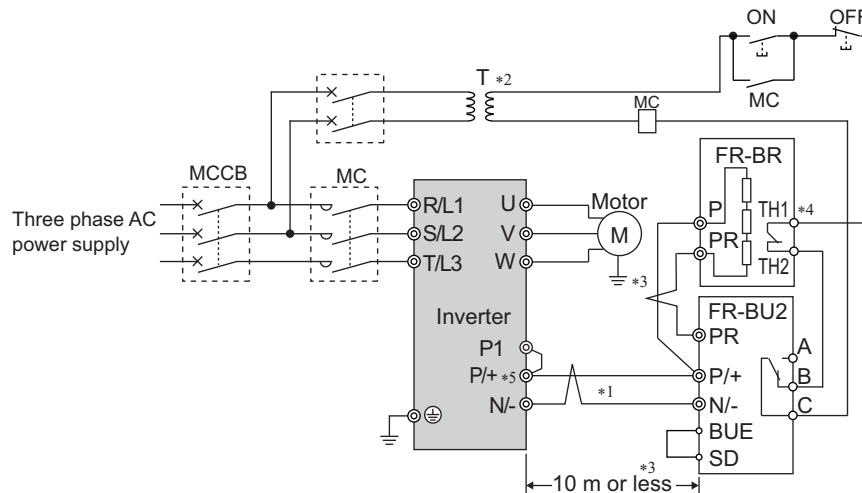 ON
OFF
T *2
MC
MC
FR-BR
MCCB
MC
P
TH1
*4
PR
TH2
Three phase AC
power supply
R/L1
S/L2
T/L3
U
V
W
Motor
M
*3
Inverter
P1
P/+ *5
N/-
*1
FR-BU2
PR
P/+
N/-
BUE
SD
A
B
C
*3
10 m or less